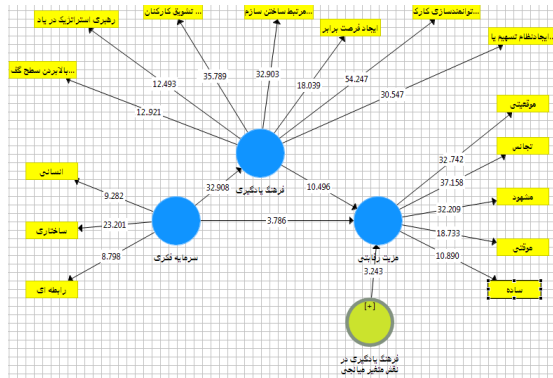 تشویق کارکنان ...
...مرتبط ساختن سازم
...توانمندسازی کارک
رهبری استراتژیک در یاد
ایجاد فرصت برابر
...ایجادنظام تسهیم یا
...بالابردن سطح گف
12.493
35.789
32.903
18.039
54.247
30.547
12.921
موقعیتی
تجانس
مشهود
موقتی
ساده
32.742
37.158
32.209
18.733
10.890
فرهنگ یادگیری
32.908
10.496
انسانی
ساختاری
رابطه ای
9.282
23.201
8.798
3.786
سرمایه فکری
مزیت رقابتی
3.243
[+]
فرهنگ یادگیری در
نقش متغیر میانجی